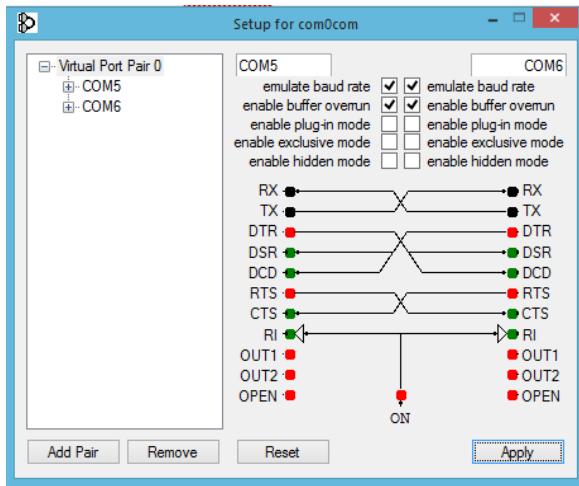 Setup for com0com
Virtual Port Pair 0
COM5
COM6
COM5 COM6
emulate baud rate emulate baud rate
enable buffer overrun enable buffer overrun
enable plug-in mode enable plug-in mode
enable exclusive mode enable exclusive mode
enable hidden mode enable hidden mode
RX RX
TX TX
DTR DTR
DSR DSR
DCD DCD
RTS RTS
CTS CTS
RI RI
OUT1 OUT1
OUT2 OUT2
OPEN OPEN
ON
Add Pair Remove Reset Apply